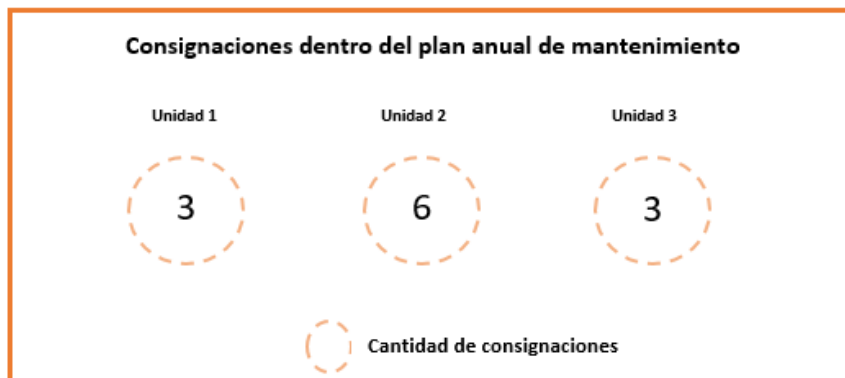 Consignaciones dentro del plan anual de mantenimiento
Unidad 1 Unidad 2 Unidad 3
3 6 3
Cantidad de consignaciones